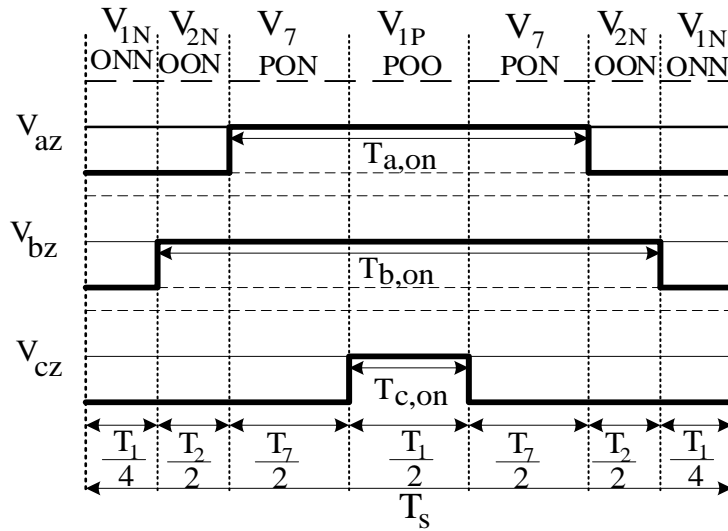 V1N V2N V7 V1P V7 V2N V1N
ONN OON PON POO PON OON ONN
Vaz
Ta,on
Vbz
Tb,on
Vcz
Tc,on
T1/4 T2/2 T7/2 T1/2 T7/2 T2/2 T1/4
Ts